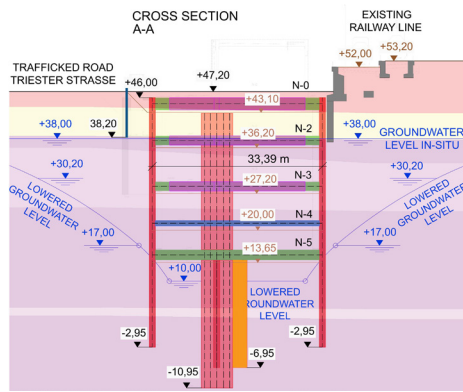 CROSS SECTION
A-A
EXISTING
RAILWAY LINE
TRAFFICKED ROAD
TRIESTER STRASSE
+46,00
+47,20
N-0
+52,00
+53,20
+43,10
+38,00
38,20
+36,20
N-2
+38,00
GROUNDWATER
LEVEL IN-SITU
33,39 m
+30,20
+30,20
N-3
+27,20
LOWERED
GROUNDWATER
LEVEL
LOWERED
GROUNDWATER
LEVEL
+20,00
N-4
+17,00
+17,00
N-5
+13,65
+10,00
LOWERED
GROUNDWATER
LEVEL
-2,95
-2,95
-6,95
-10,95